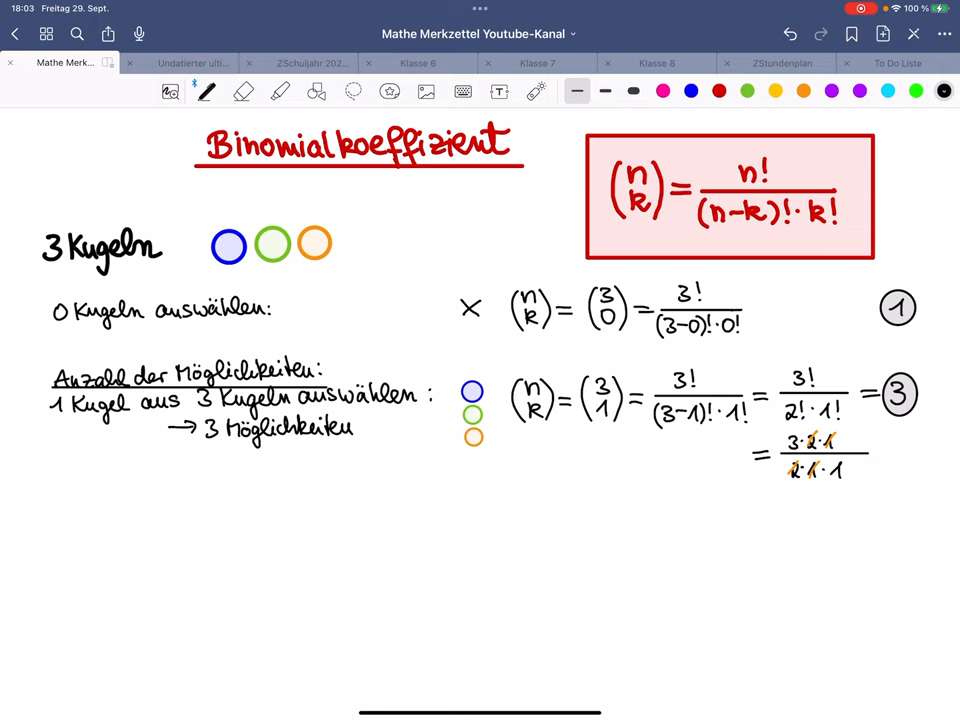 18:03 Freitag 29. Sept.
100 %
Mathe Merkzettel Youtube-Kanal
Mathe Merk...
Undatierter ulti...
ZSchuljahr 202...
Klasse 6
Klasse 7
Klasse 8
ZStundenplan
To Do Liste
Binomialkoeffizient
(n k) = n! / (n-k)! · k!
3 Kugeln
0 Kugeln auswählen: × (n k) = (3 0) = 3! / (3-0)! · 0! 1
Anzahl der Möglichkeiten:
1 Kugel aus 3 Kugeln auswählen: (n k) = (3 1) = 3! / (3-1)! · 1! = 3! / 2! · 1! = 3
→ 3 Möglichkeiten
= 3·2·1 / 2·1·1